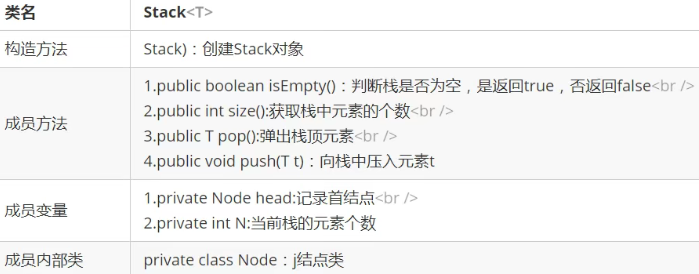 类名 Stack<T>
构造方法 Stack)：创建Stack对象
1.public boolean isEmpty()：判断栈是否为空，是返回true，否返回false<br />
2.public int size():获取栈中元素的个数<br />
成员方法
3.public T pop():弹出栈顶元素<br />
4.public void push(T t)：向栈中压入元素t
1.private Node head:记录首结点<br />
成员变量
2.private int N:当前栈的元素个数
成员内部类 private class Node：j结点类